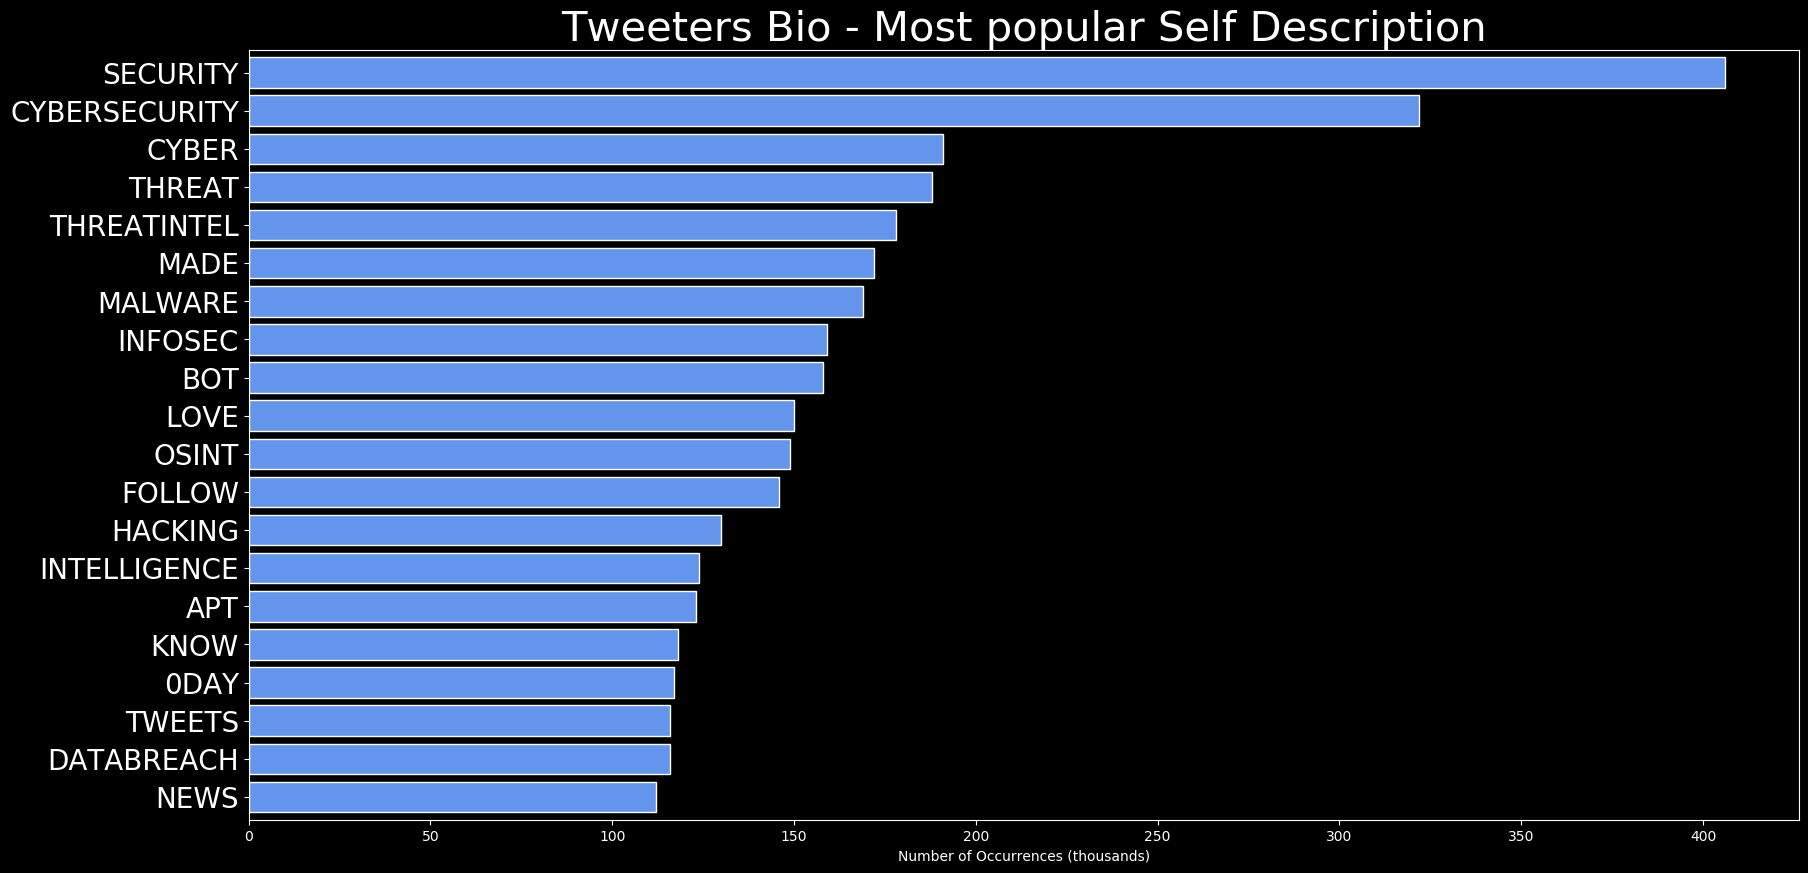 Tweeters Bio - Most popular Self Description
SECURITY
CYBERSECURITY
CYBER
THREAT
THREATINTEL
MADE
MALWARE
INFOSEC
BOT
LOVE
OSINT
FOLLOW
HACKING
INTELLIGENCE
APT
KNOW
0DAY
TWEETS
DATABREACH
NEWS
0 50 100 150 200 250 300 350 400
Number of Occurrences (thousands)